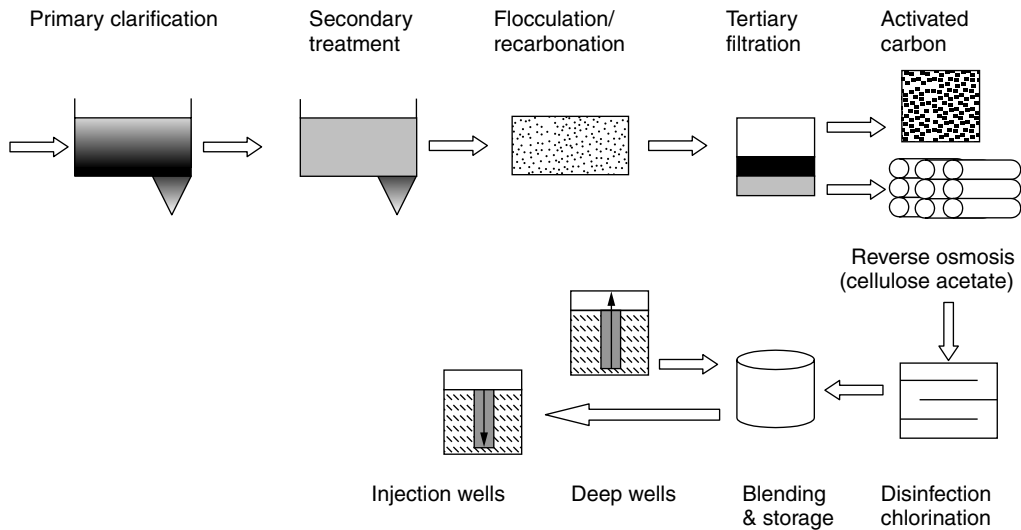 Primary clarification
Secondary
treatment
Flocculation/
recarbonation
Tertiary
filtration
Activated
carbon
Reverse osmosis
(cellulose acetate)
Injection wells
Deep wells
Blending
& storage
Disinfection
chlorination